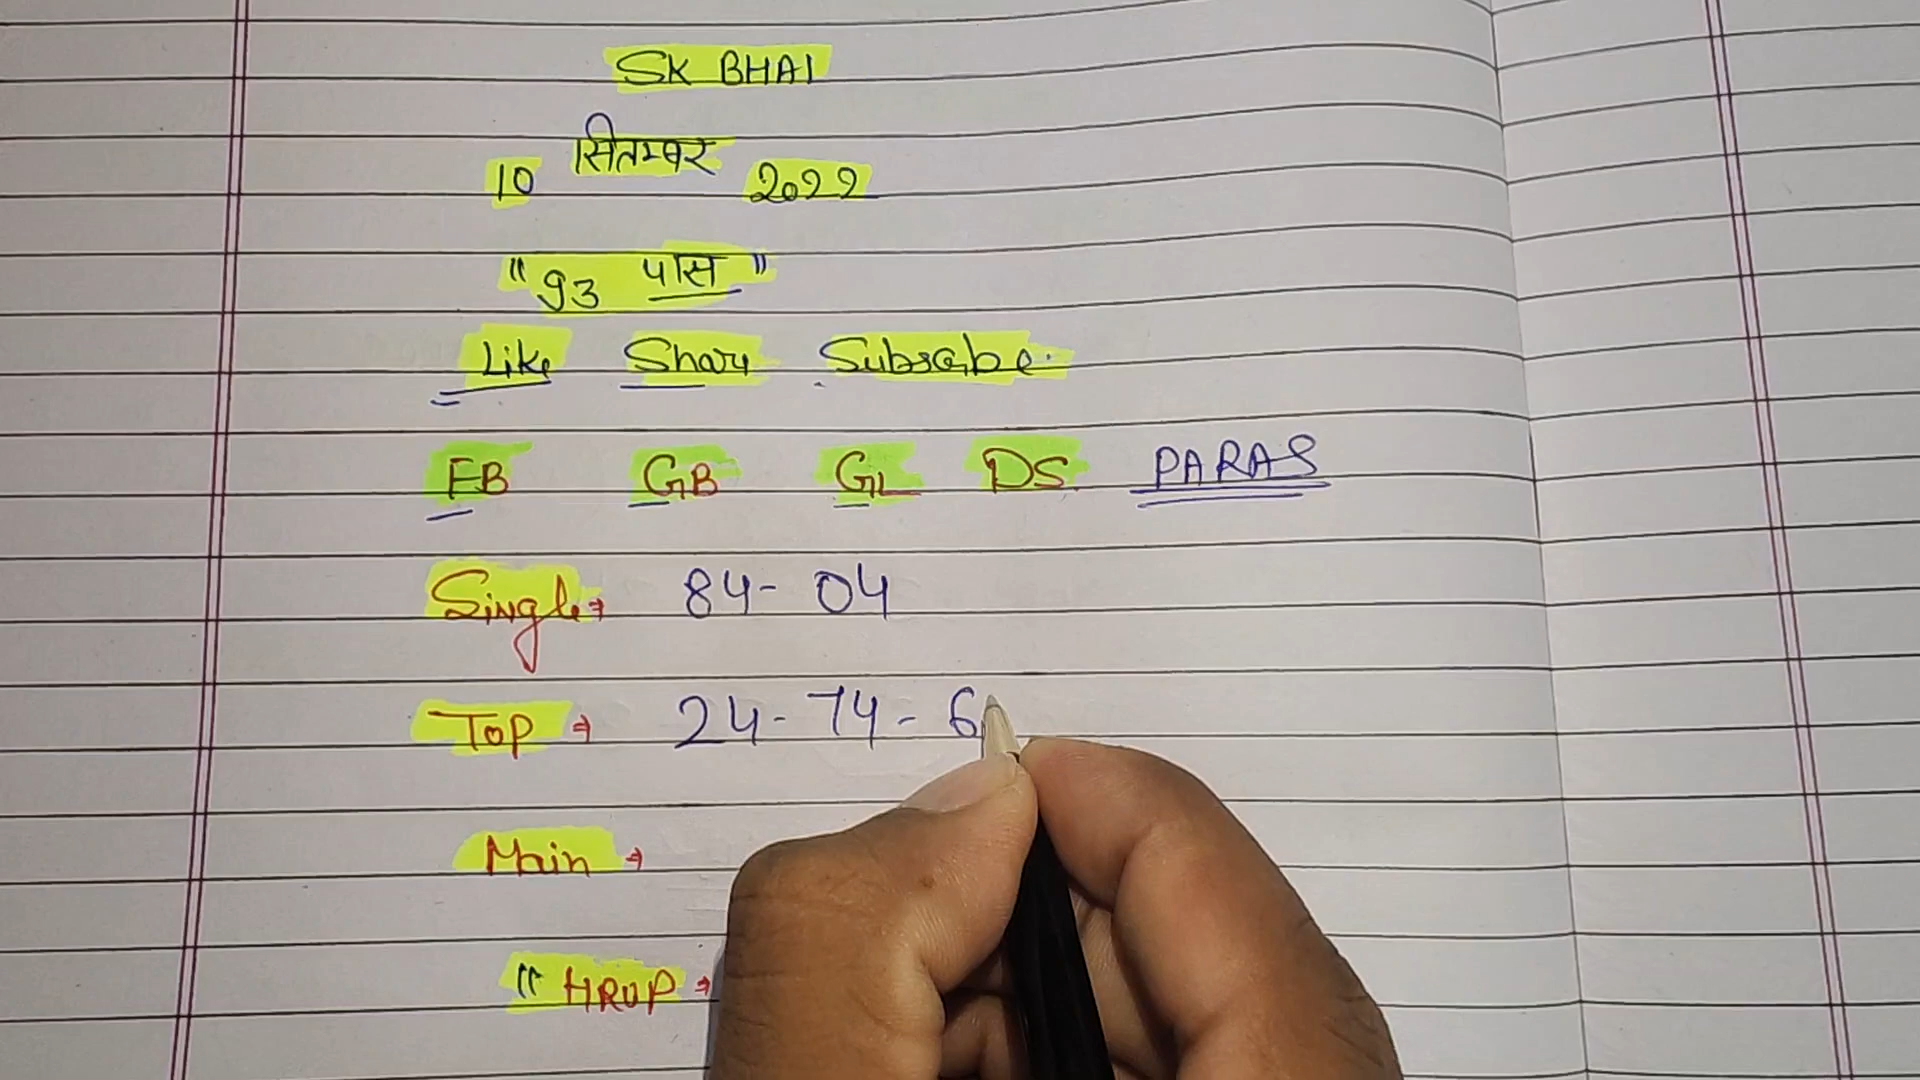 SK BHAI
10 सितम्बर 2022
" 93 पास "
Like Share Subscribe.
FB GB GL DS PARAS
Single⇒ 84- 04
TOP ⇒ 24- 74- 6
Main ⇒
" HRUP ⇒